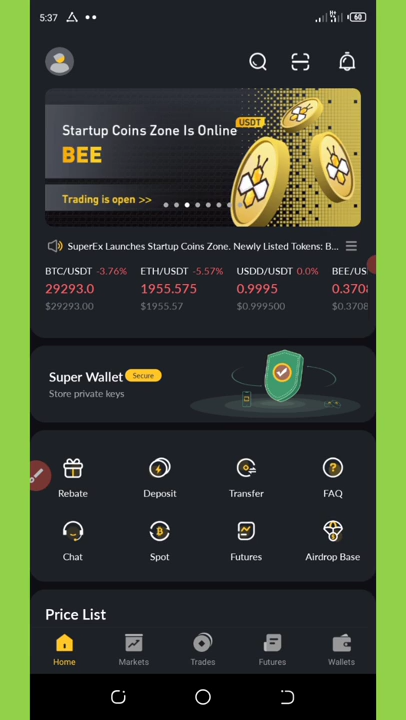 5:37
60
Startup Coins Zone Is Online
USDT
BEE
Trading is open >>
SuperEx Launches Startup Coins Zone. Newly Listed Tokens: B...
BTC/USDT -3.76% ETH/USDT -5.57% USDD/USDT 0.0% BEE/US
29293.0 1955.575 0.9995 0.3708
$29293.00 $1955.57 $0.999500 $0.3708
Super Wallet Secure
Store private keys
Rebate Deposit Transfer FAQ
Chat Spot Futures Airdrop Base
Price List
Home Markets Trades Futures Wallets